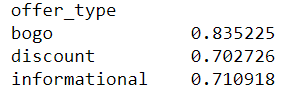 offer_type
bogo 0.835225
discount 0.702726
informational 0.710918